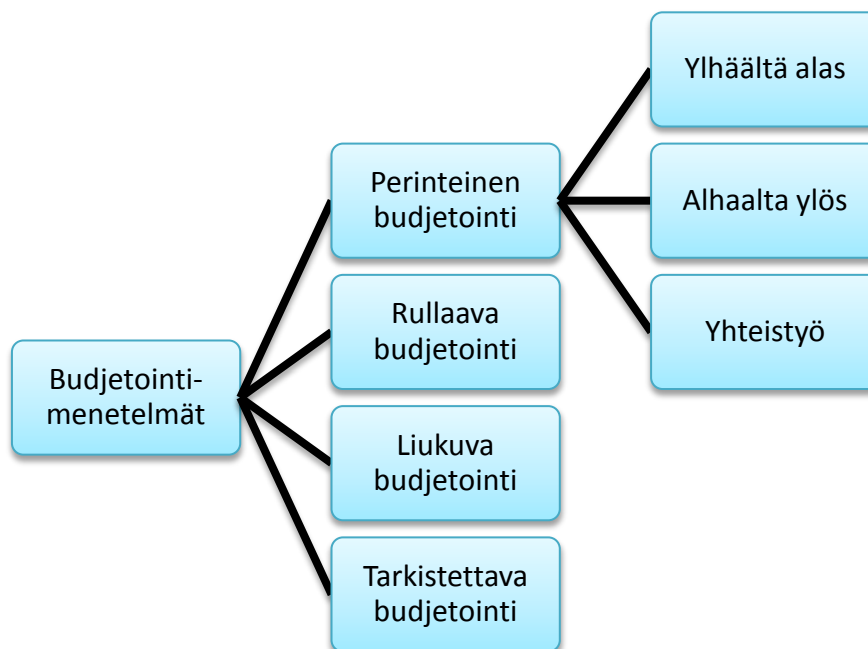 Ylhäältä alas
Perinteinen
budjetointi
Alhaalta ylös
Rullaava
budjetointi
Yhteistyö
Budjetointi-
menetelmät
Liukuva
budjetointi
Tarkistettava
budjetointi